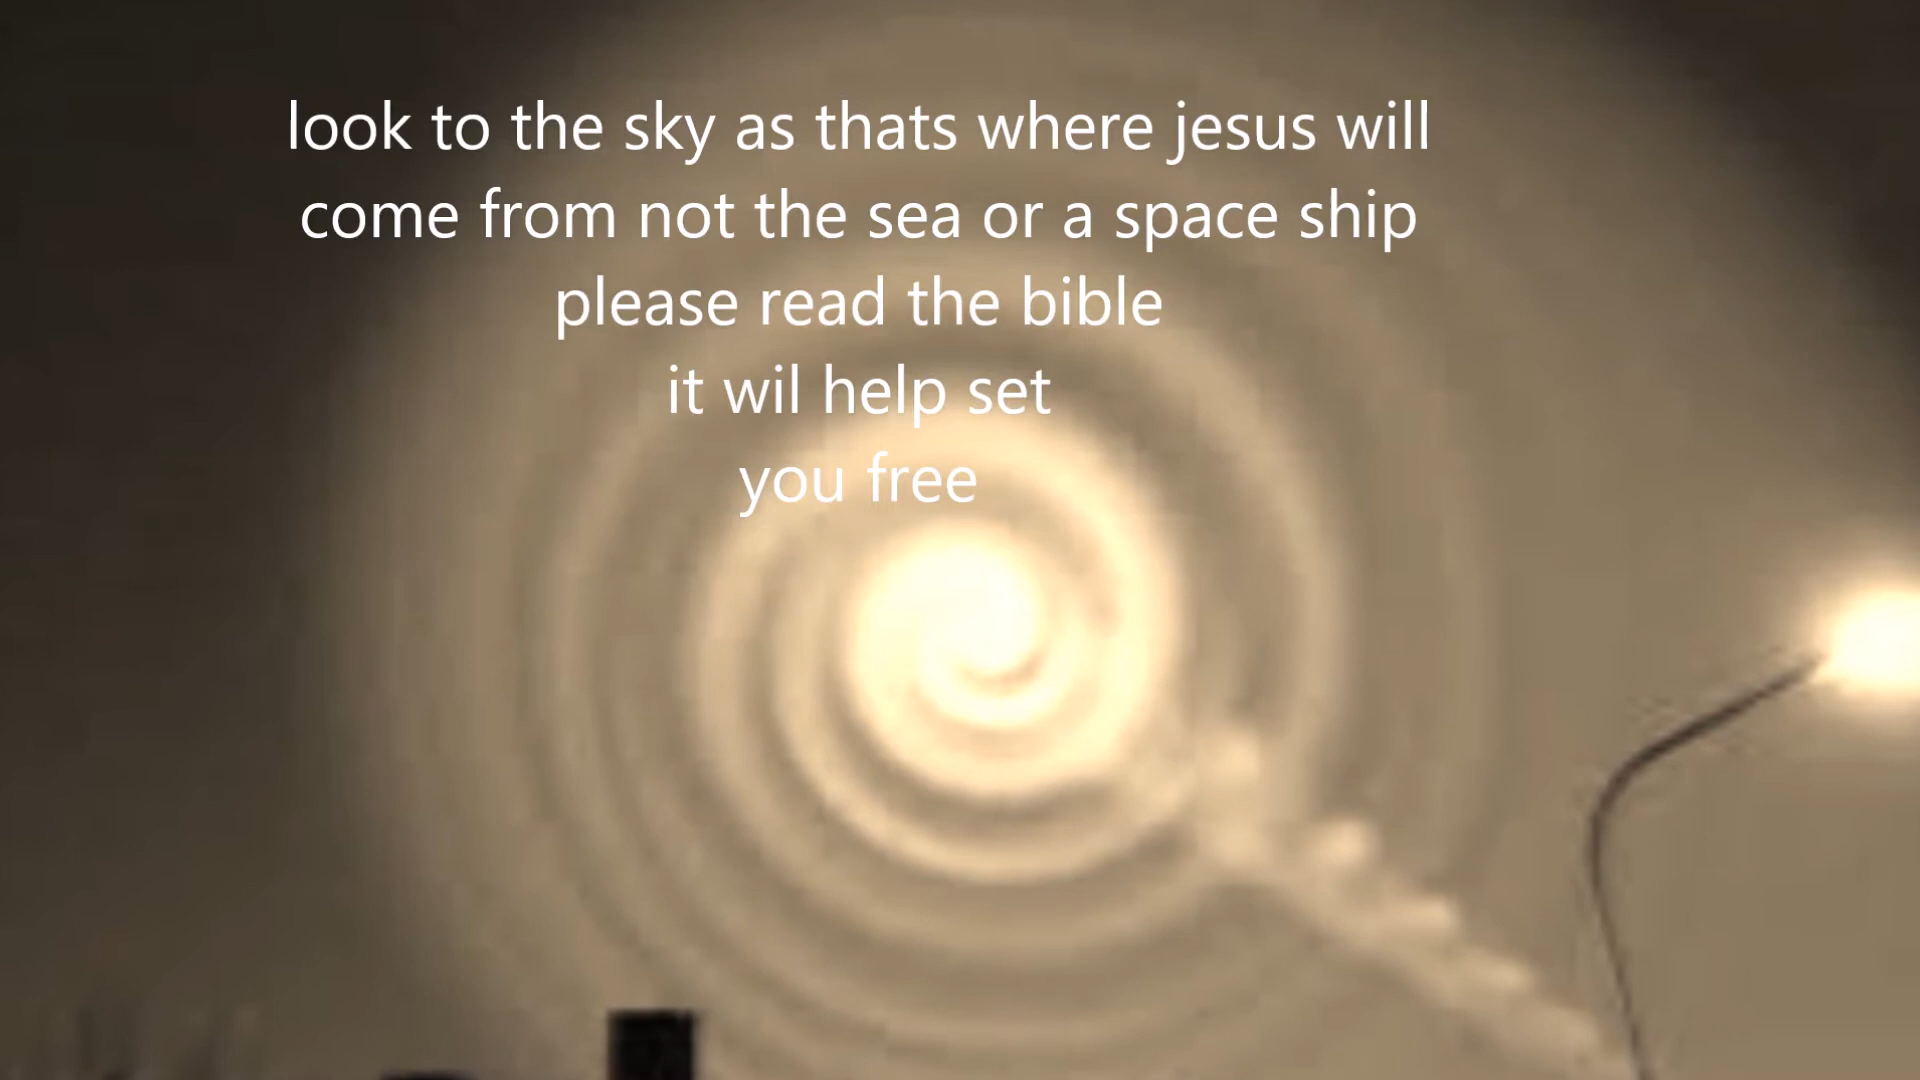 look to the sky as thats where jesus will
come from not the sea or a space ship
please read the bible
it wil help set
you free